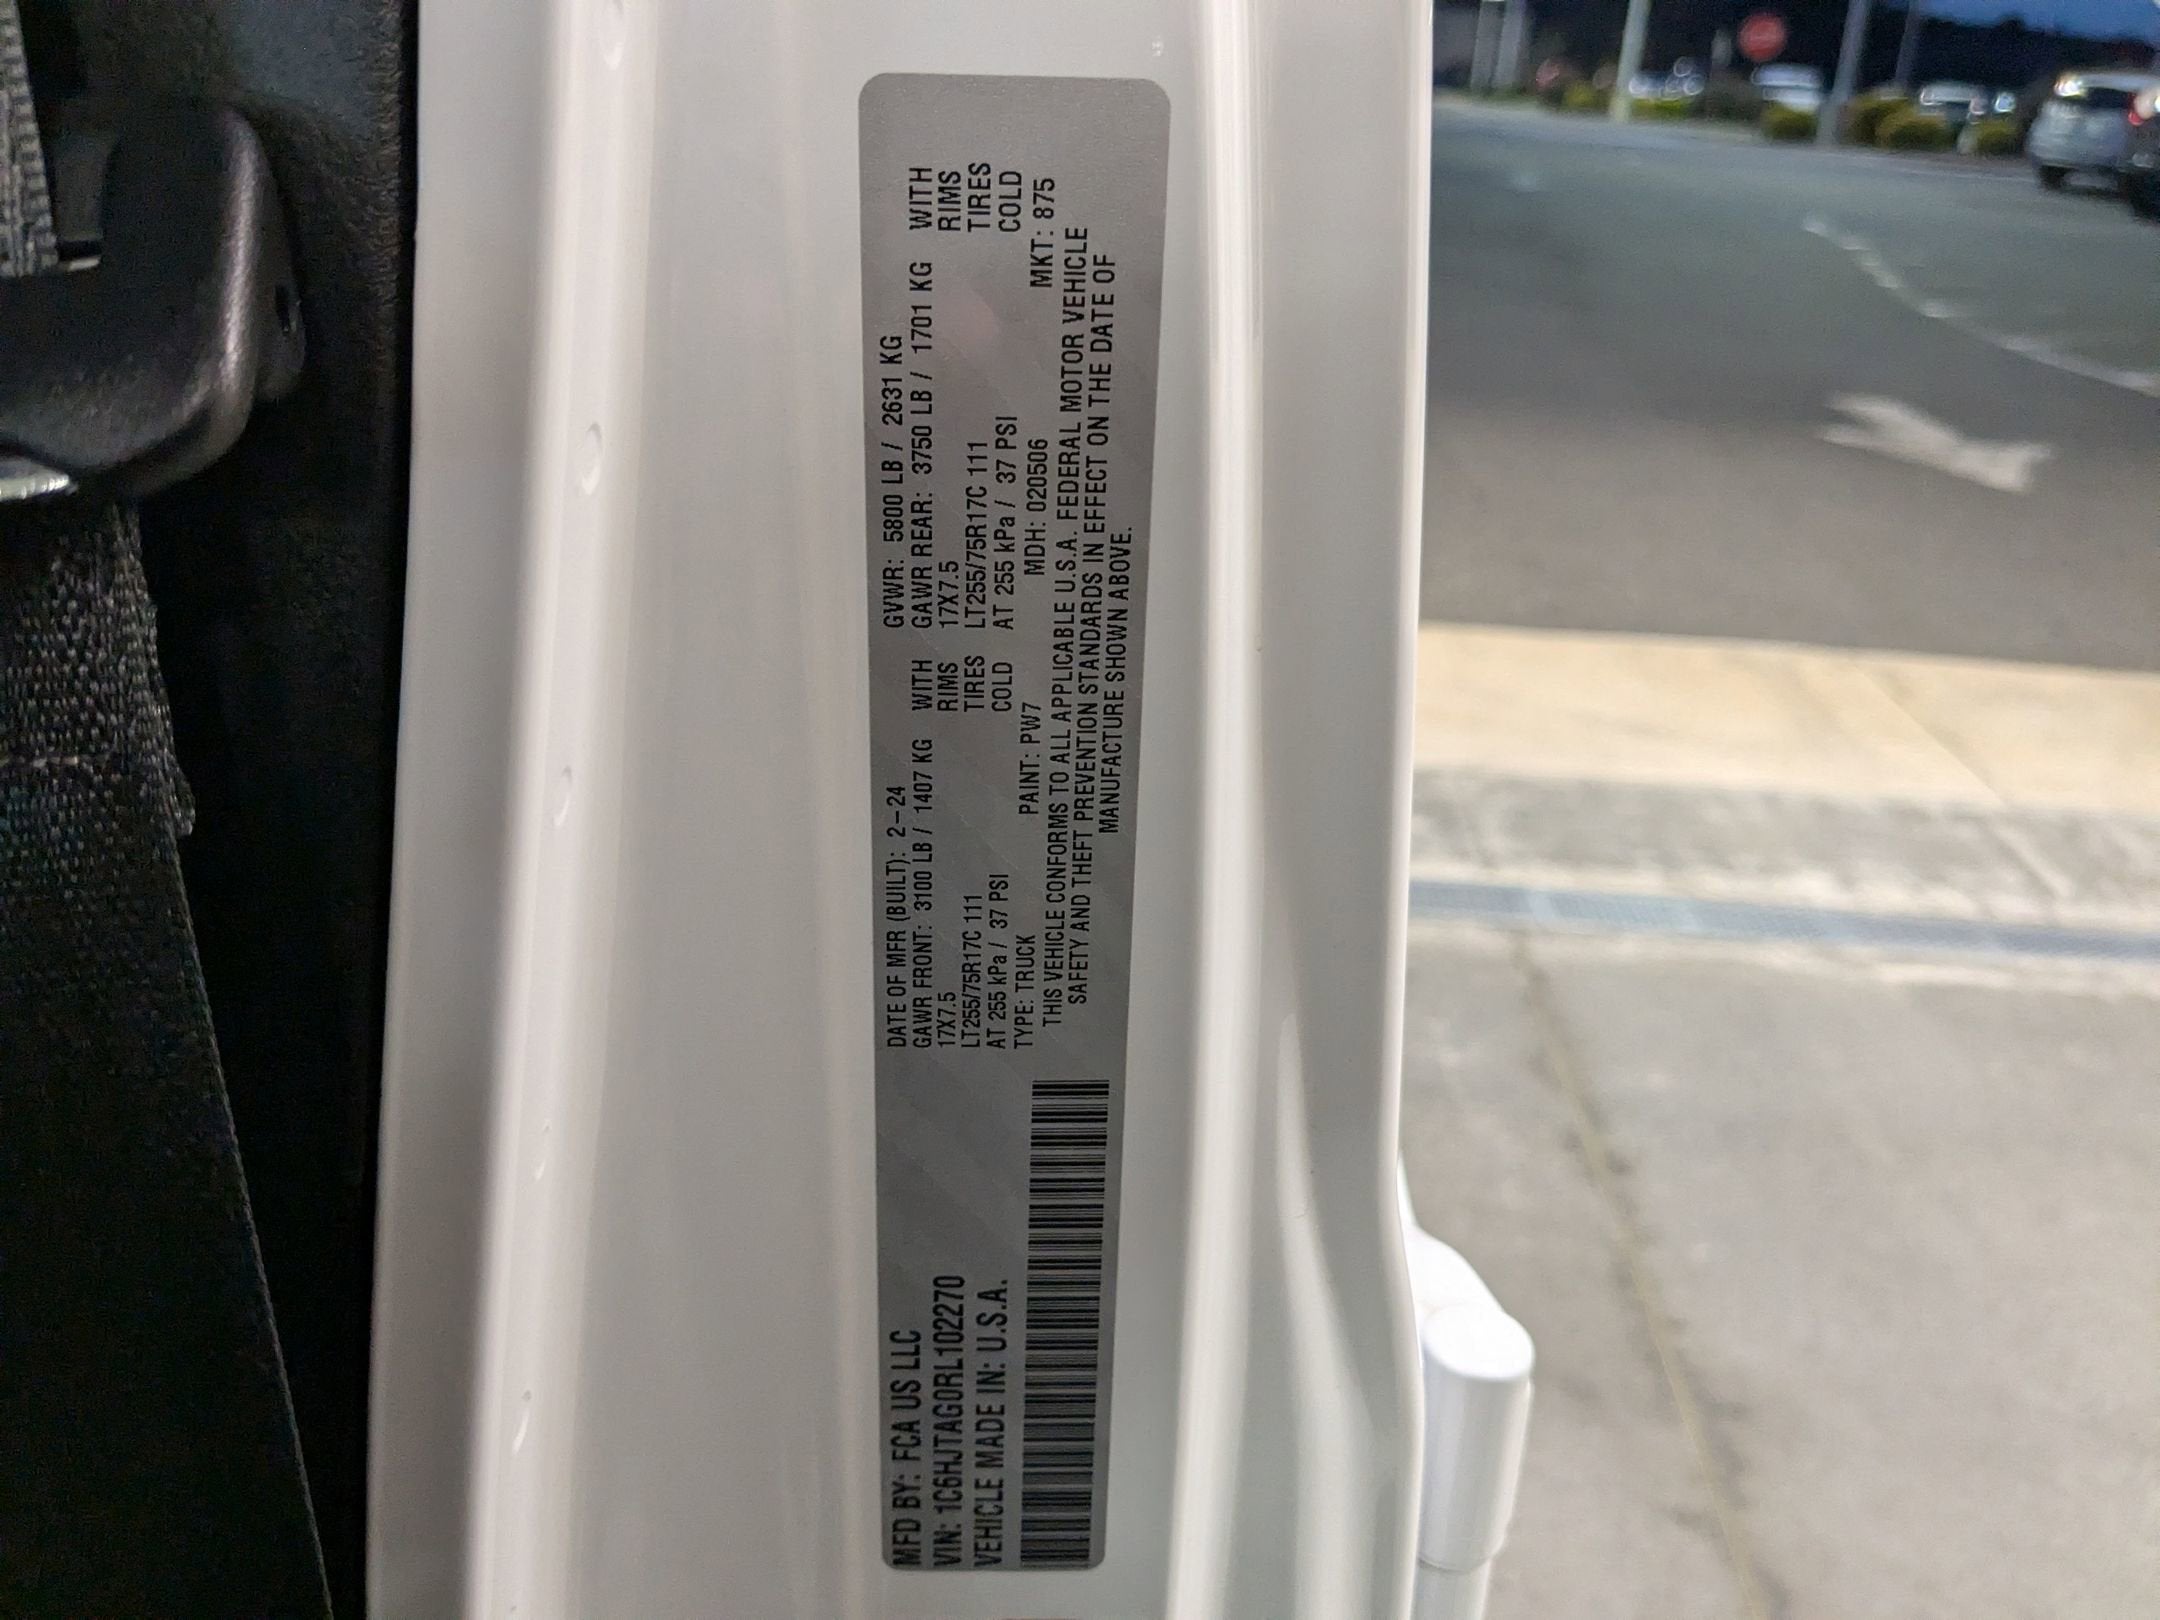 MFD BY: FCA US LLC
VIN: 1C6HJTAG0RL102270
VEHICLE MADE IN: U.S.A.
DATE OF MFR (BUILT): 2-24 GVWR: 5800 LB / 2631 KG
GAWR FRONT: 3100 LB / 1407 KG WITH GAWR REAR: 3750 LB / 1701 KG WITH
17X7.5 RIMS 17X7.5 RIMS
LT255/75R17C 111 TIRES LT255/75R17C 111 TIRES
AT 255 kPa / 37 PSI COLD AT 255 kPa / 37 PSI COLD
TYPE: TRUCK PAINT: PW7 MDH: 020506 MKT: 875
THIS VEHICLE CONFORMS TO ALL APPLICABLE U.S.A. FEDERAL MOTOR VEHICLE
SAFETY AND THEFT PREVENTION STANDARDS IN EFFECT ON THE DATE OF
MANUFACTURE SHOWN ABOVE.